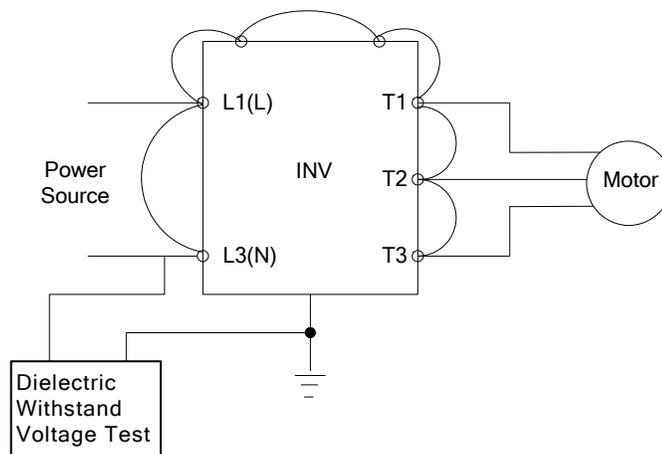 L1(L)
T1
Power
Source
INV
T2
Motor
L3(N)
T3
Dielectric
Withstand
Voltage Test